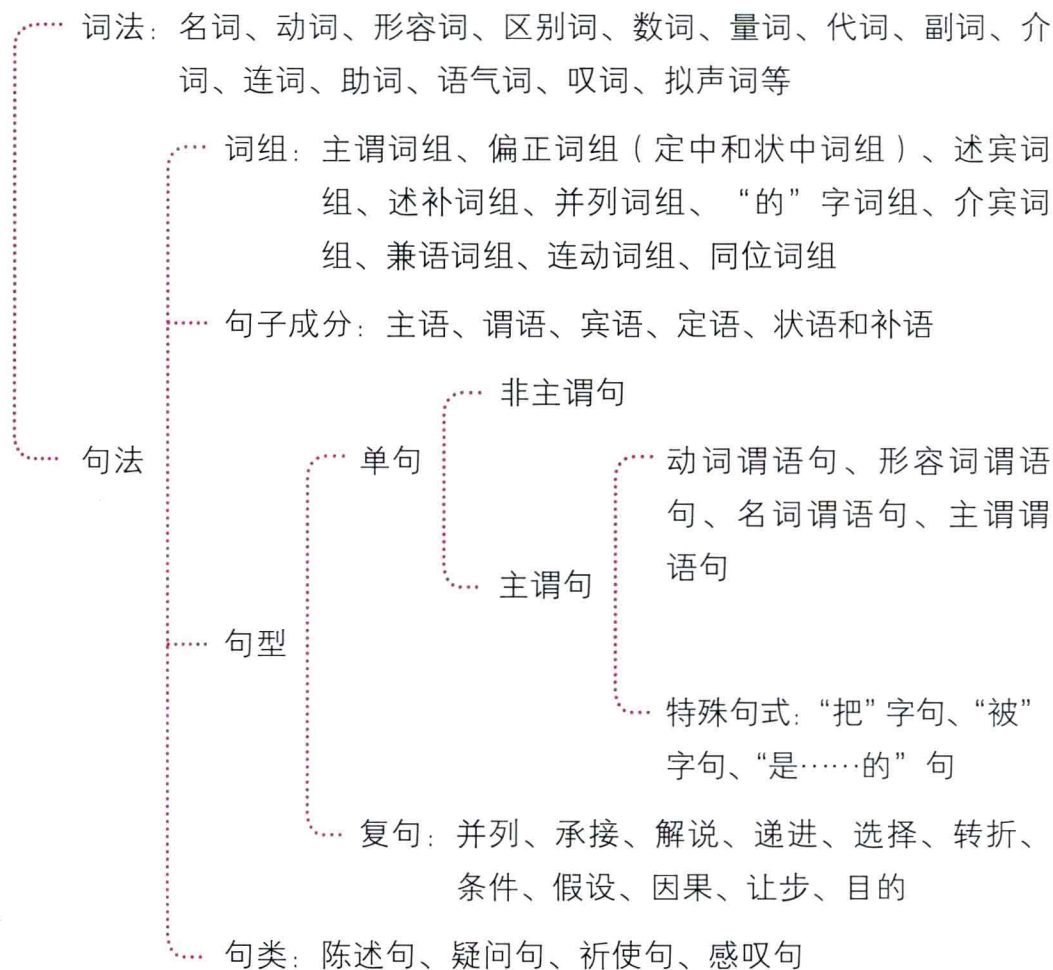 词法：名词、动词、形容词、区别词、数词、量词、代词、副词、介
词、连词、助词、语气词、叹词、拟声词等
词组：主谓词组、偏正词组（定中和状中词组）、述宾词
组、述补词组、并列词组、“的”字词组、介宾词
组、兼语词组、连动词组、同位词组
句子成分：主语、谓语、宾语、定语、状语和补语
非主谓句
句法
单句
动词谓语句、形容词谓语
句、名词谓语句、主谓谓
语句
主谓句
句型
特殊句式：“把”字句、“被”
字句、“是……的”句
复句：并列、承接、解说、递进、选择、转折、
条件、假设、因果、让步、目的
句类：陈述句、疑问句、祈使句、感叹句